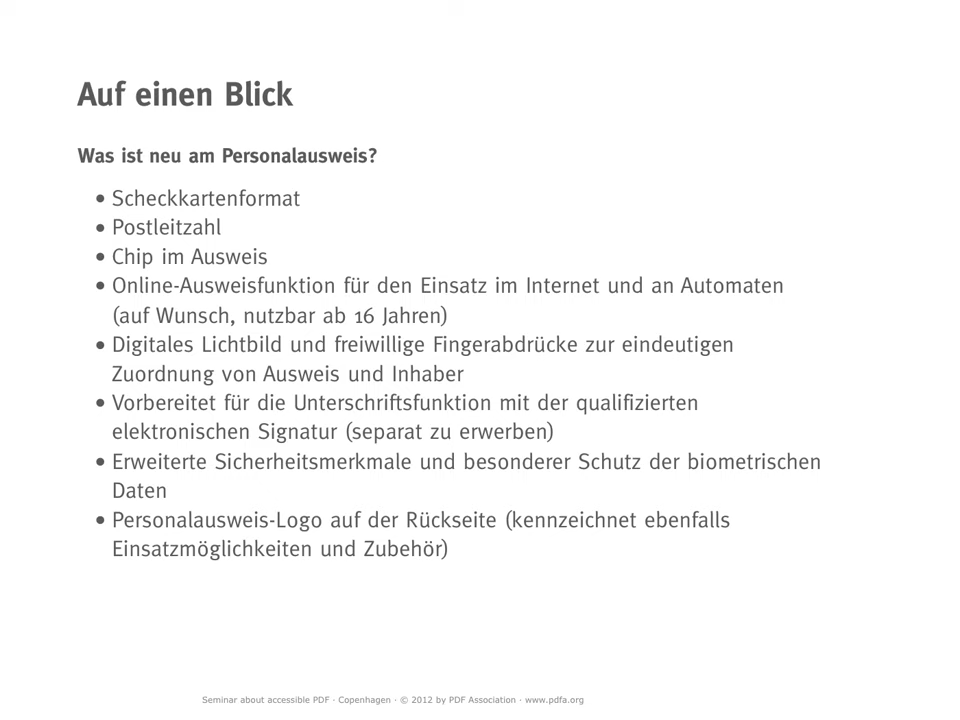 Auf einen Blick
Was ist neu am Personalausweis?
• Scheckkartenformat
• Postleitzahl
• Chip im Ausweis
• Online-Ausweisfunktion für den Einsatz im Internet und an Automaten
(auf Wunsch, nutzbar ab 16 Jahren)
• Digitales Lichtbild und freiwillige Fingerabdrücke zur eindeutigen
Zuordnung von Ausweis und Inhaber
• Vorbereitet für die Unterschriftsfunktion mit der qualifizierten
elektronischen Signatur (separat zu erwerben)
• Erweiterte Sicherheitsmerkmale und besonderer Schutz der biometrischen
Daten
• Personalausweis-Logo auf der Rückseite (kennzeichnet ebenfalls
Einsatzmöglichkeiten und Zubehör)
Seminar about accessible PDF · Copenhagen · © 2012 by PDF Association · www.pdfa.org